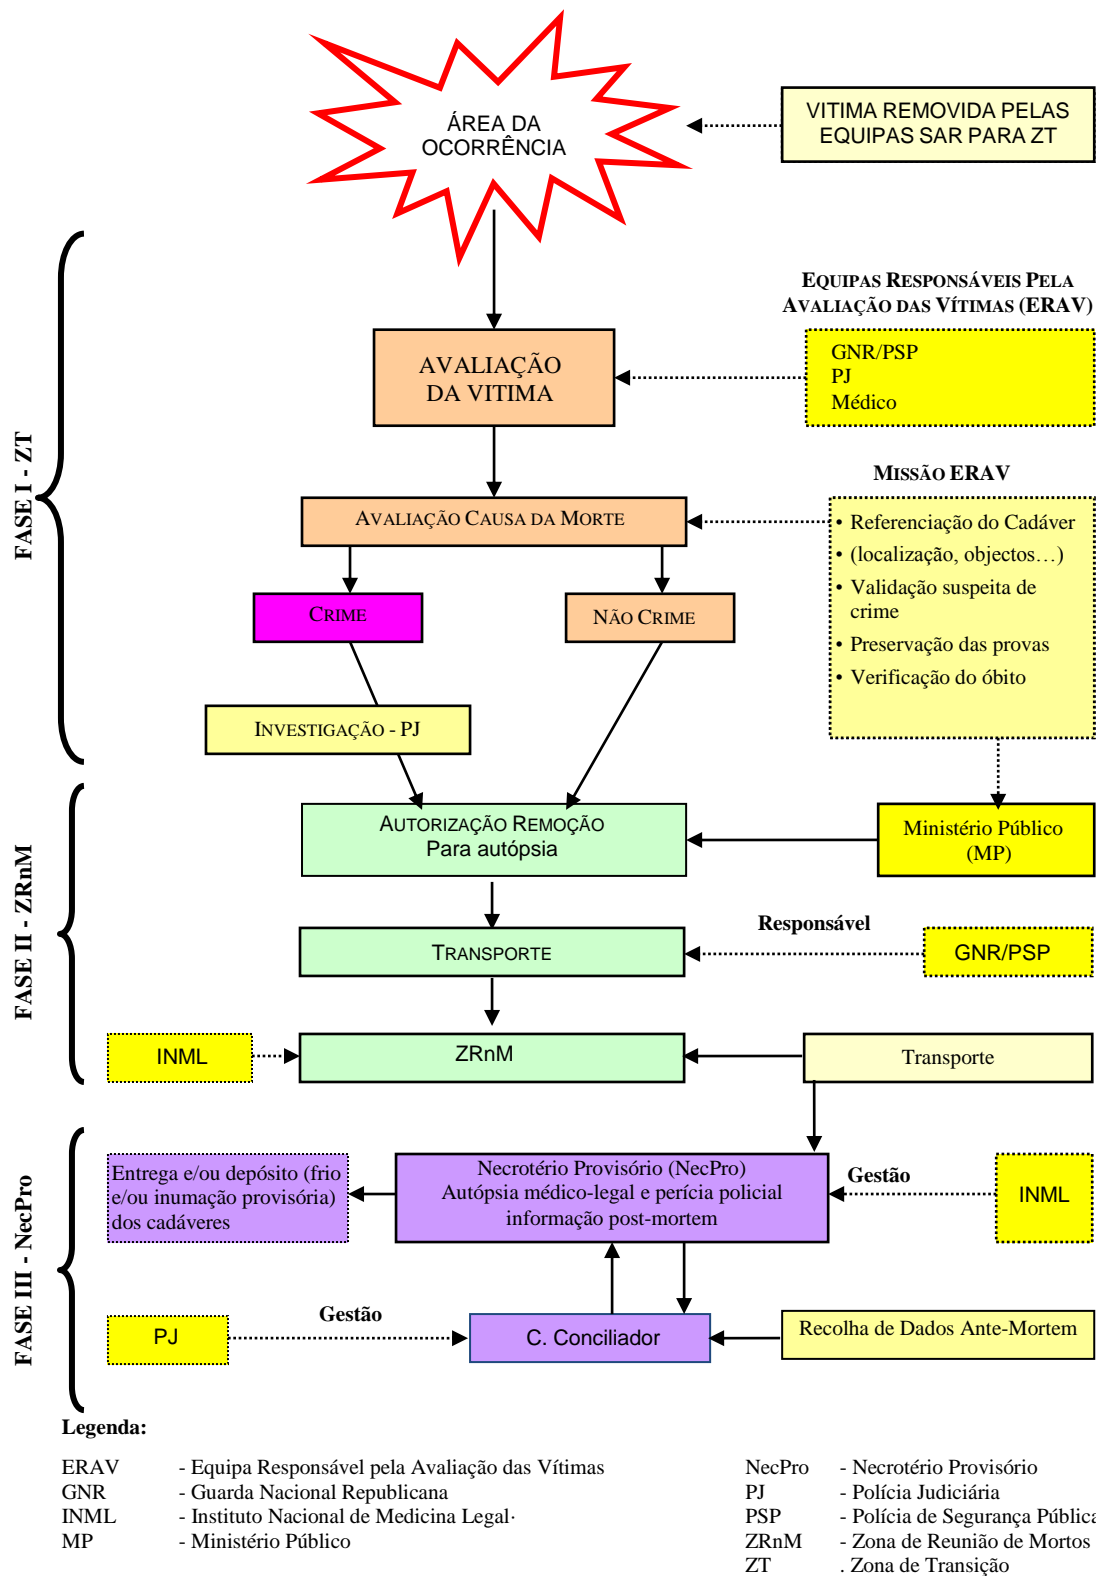 ÁREA DA
OCORRÊNCIA
VITIMA REMOVIDA PELAS
EQUIPAS SAR PARA ZT
FASE I - ZT
EQUIPAS RESPONSÁVEIS PELA
AVALIAÇÃO DAS VÍTIMAS (ERAV)
AVALIAÇÃO
DA VITIMA
GNR/PSP
PJ
Médico
MISSÃO ERAV
AVALIAÇÃO CAUSA DA MORTE
• Referenciação do Cadáver
• (localização, objectos…)
• Validação suspeita de
crime
• Preservação das provas
• Verificação do óbito
CRIME
NÃO CRIME
INVESTIGAÇÃO - PJ
FASE II - ZRnM
AUTORIZAÇÃO REMOÇÃO
Para autópsia
Ministério Público
(MP)
Responsável
TRANSPORTE
GNR/PSP
INML
ZRnM
Transporte
FASE III - NecPro
Entrega e/ou depósito (frio
e/ou inumação provisória)
dos cadáveres
Necrotério Provisório (NecPro)
Autópsia médico-legal e perícia policial
informação post-mortem
Gestão
INML
PJ
Gestão
C. Conciliador
Recolha de Dados Ante-Mortem
Legenda:
ERAV - Equipa Responsável pela Avaliação das Vítimas
GNR - Guarda Nacional Republicana
INML - Instituto Nacional de Medicina Legal·
MP - Ministério Público
NecPro - Necrotério Provisório
PJ - Polícia Judiciária
PSP - Polícia de Segurança Pública
ZRnM - Zona de Reunião de Mortos
ZT . Zona de Transição